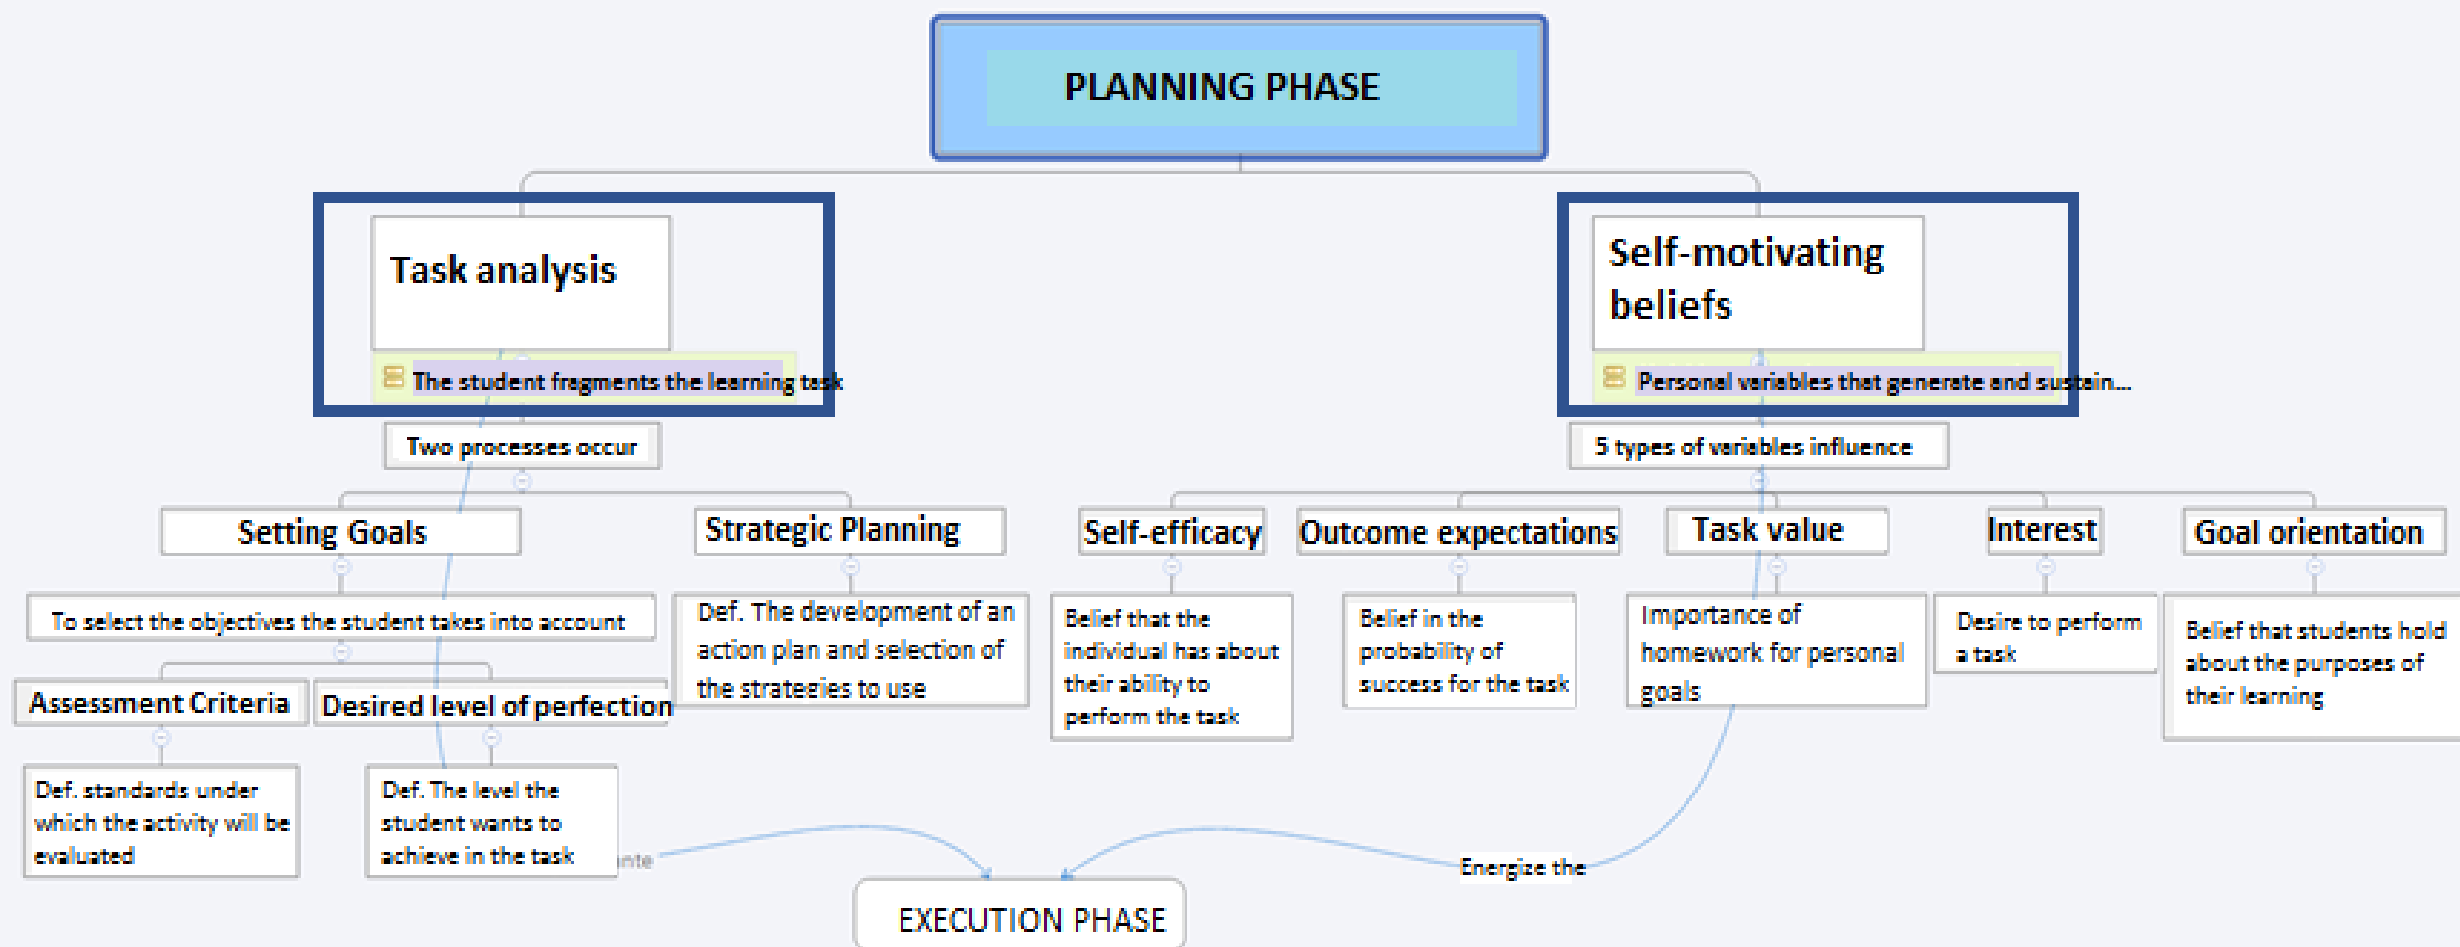 PLANNING PHASE
Task analysis
The student fragments the learning task
Two processes occur
Setting Goals
Strategic Planning
To select the objectives the student takes into account
Def. The development of an
action plan and selection of
the strategies to use
Assessment Criteria
Desired level of perfection
Def. standards under
which the activity will be
evaluated
Def. The level the
student wants to
achieve in the task
Self-motivating
beliefs
Personal variables that generate and sustain...
5 types of variables influence
Self-efficacy
Outcome expectations
Task value
Interest
Goal orientation
Belief that the
individual has about
their ability to
perform the task
Belief in the
probability of
success for the task
Importance of
homework for personal
goals
Desire to perform
a task
Belief that students hold
about the purposes of
their learning
Energize the
EXECUTION PHASE